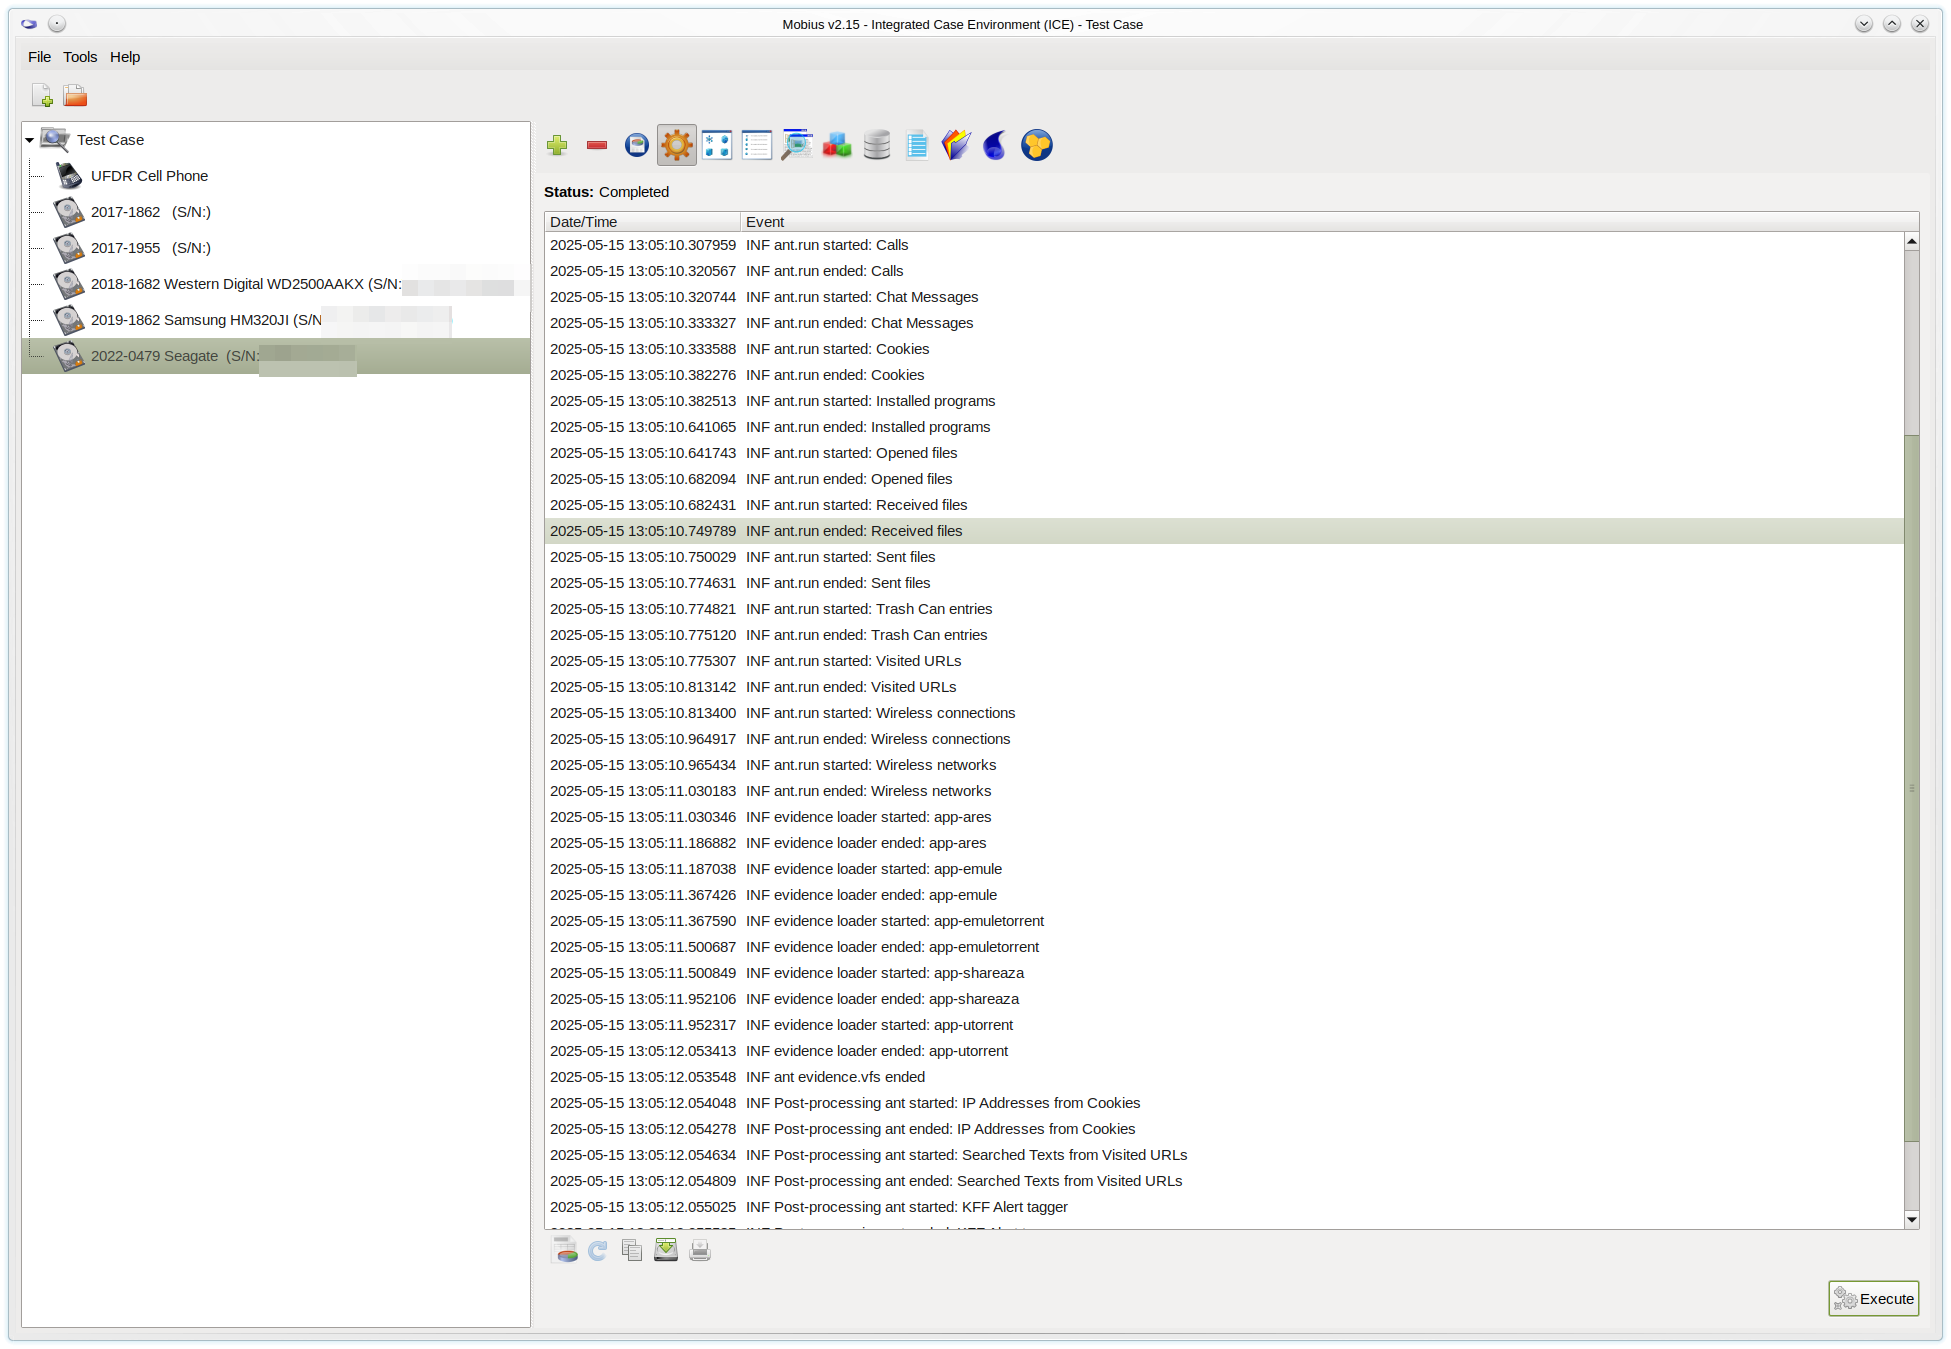 Mobius v2.15 - Integrated Case Environment (ICE) - Test Case
File Tools Help
Test Case
UFDR Cell Phone
2017-1862 (S/N:)
2017-1955 (S/N:)
2018-1682 Western Digital WD2500AAKX (S/N:
2019-1862 Samsung HM320JI (S/N
2022-0479 Seagate (S/N:
Status: Completed
Date/Time Event
2025-05-15 13:05:10.307959 INF ant.run started: Calls
2025-05-15 13:05:10.320567 INF ant.run ended: Calls
2025-05-15 13:05:10.320744 INF ant.run started: Chat Messages
2025-05-15 13:05:10.333327 INF ant.run ended: Chat Messages
2025-05-15 13:05:10.333588 INF ant.run started: Cookies
2025-05-15 13:05:10.382276 INF ant.run ended: Cookies
2025-05-15 13:05:10.382513 INF ant.run started: Installed programs
2025-05-15 13:05:10.641065 INF ant.run ended: Installed programs
2025-05-15 13:05:10.641743 INF ant.run started: Opened files
2025-05-15 13:05:10.682094 INF ant.run ended: Opened files
2025-05-15 13:05:10.682431 INF ant.run started: Received files
2025-05-15 13:05:10.749789 INF ant.run ended: Received files
2025-05-15 13:05:10.750029 INF ant.run started: Sent files
2025-05-15 13:05:10.774631 INF ant.run ended: Sent files
2025-05-15 13:05:10.774821 INF ant.run started: Trash Can entries
2025-05-15 13:05:10.775120 INF ant.run ended: Trash Can entries
2025-05-15 13:05:10.775307 INF ant.run started: Visited URLs
2025-05-15 13:05:10.813142 INF ant.run ended: Visited URLs
2025-05-15 13:05:10.813400 INF ant.run started: Wireless connections
2025-05-15 13:05:10.964917 INF ant.run ended: Wireless connections
2025-05-15 13:05:10.965434 INF ant.run started: Wireless networks
2025-05-15 13:05:11.030183 INF ant.run ended: Wireless networks
2025-05-15 13:05:11.030346 INF evidence loader started: app-ares
2025-05-15 13:05:11.186882 INF evidence loader ended: app-ares
2025-05-15 13:05:11.187038 INF evidence loader started: app-emule
2025-05-15 13:05:11.367426 INF evidence loader ended: app-emule
2025-05-15 13:05:11.367590 INF evidence loader started: app-emuletorrent
2025-05-15 13:05:11.500687 INF evidence loader ended: app-emuletorrent
2025-05-15 13:05:11.500849 INF evidence loader started: app-shareaza
2025-05-15 13:05:11.952106 INF evidence loader ended: app-shareaza
2025-05-15 13:05:11.952317 INF evidence loader started: app-utorrent
2025-05-15 13:05:12.053413 INF evidence loader ended: app-utorrent
2025-05-15 13:05:12.053548 INF ant evidence.vfs ended
2025-05-15 13:05:12.054048 INF Post-processing ant started: IP Addresses from Cookies
2025-05-15 13:05:12.054278 INF Post-processing ant ended: IP Addresses from Cookies
2025-05-15 13:05:12.054634 INF Post-processing ant started: Searched Texts from Visited URLs
2025-05-15 13:05:12.054809 INF Post-processing ant ended: Searched Texts from Visited URLs
2025-05-15 13:05:12.055025 INF Post-processing ant started: KFF Alert tagger
Execute